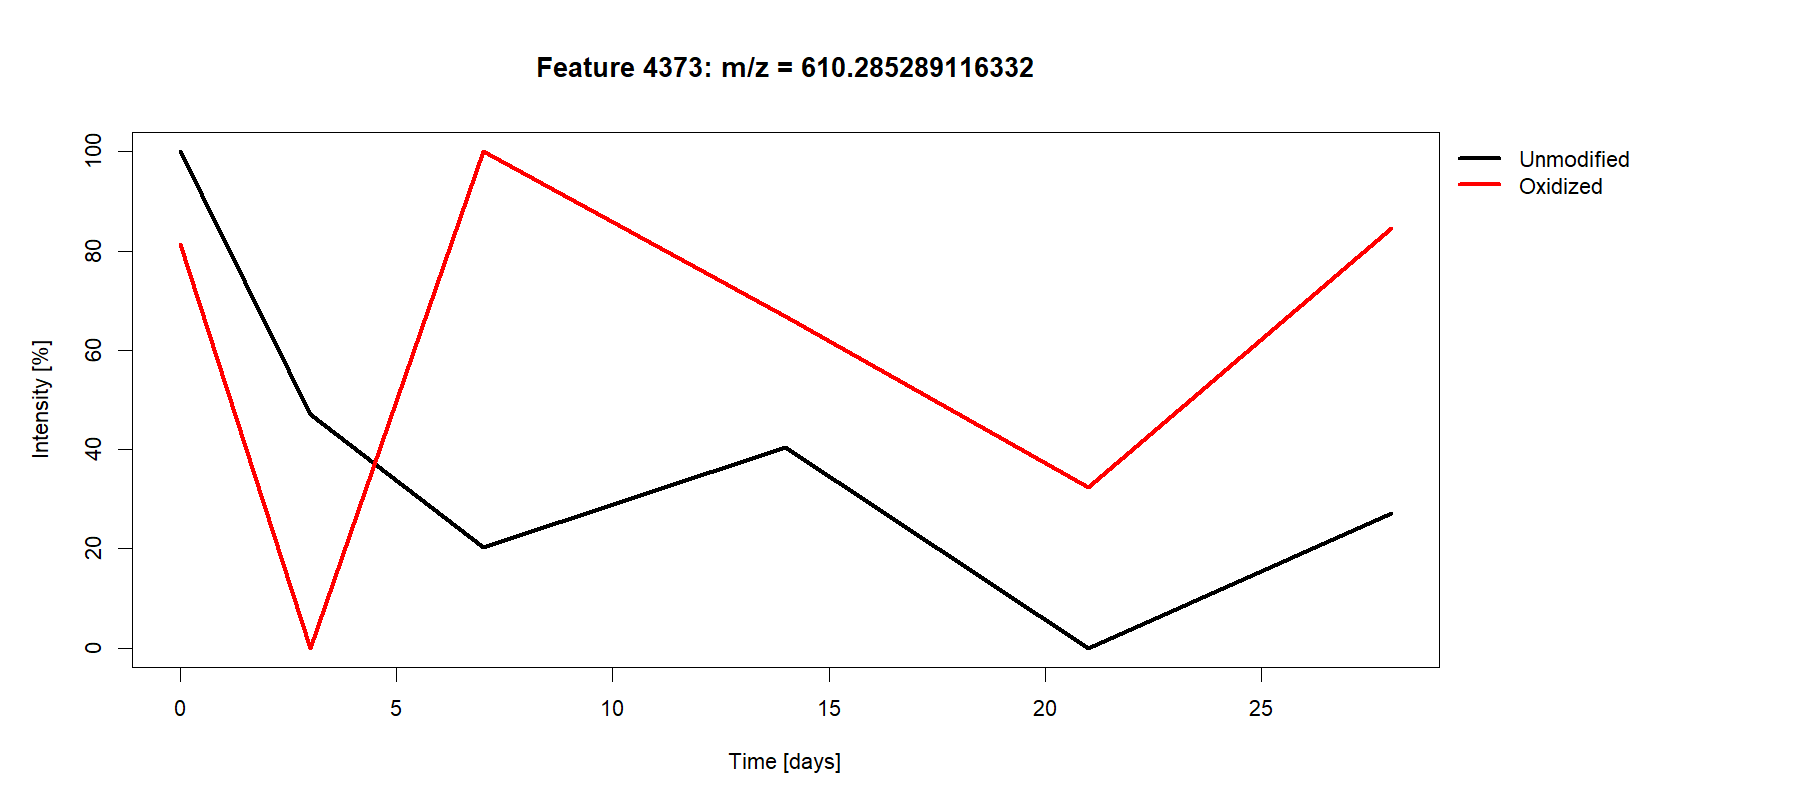 Feature 4373: m/z = 610.285289116332
Unmodified
Oxidized
Intensity [%]
100
80
60
40
20
0
0 5 10 15 20 25
Time [days]